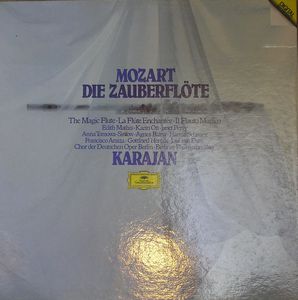 DIGITAL
MOZART
DIE ZAUBERFLÖTE
The Magic Flute · La Flûte Enchantée · Il Flauto Magico
Edith Mathis · Karin Ott · Janet Perry
Anna Tomowa-Sintow · Agnes Baltsa · Hanna Schwarz
Francisco Araiza · Gottfried Hornik · José van Dam
Chor der Deutschen Oper Berlin · Berliner Philharmoniker
KARAJAN